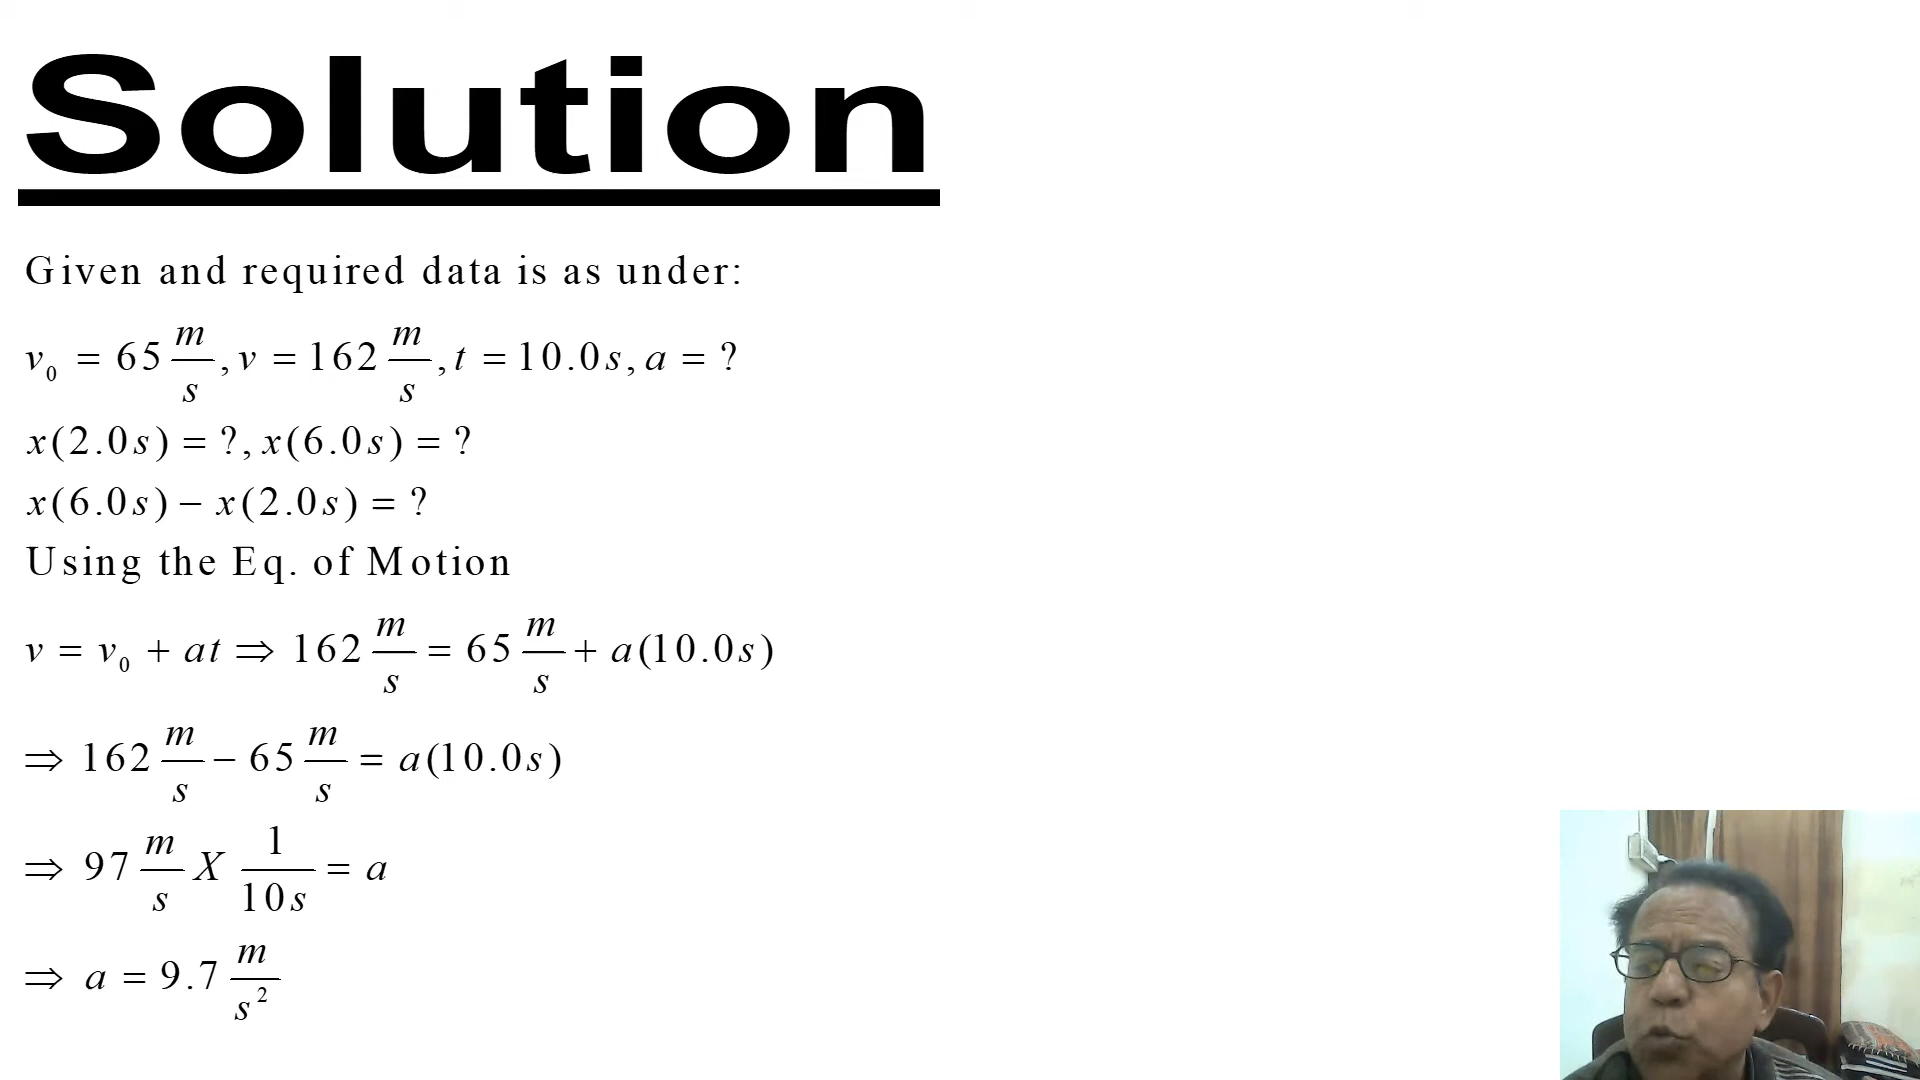 Solution
Given and required data is as under:
v₀ = 65 m/s, v = 162 m/s, t = 10.0s, a = ?
x(2.0s) = ?, x(6.0s) = ?
x(6.0s) − x(2.0s) = ?
Using the Eq. of Motion
v = v₀ + at ⇒ 162 m/s = 65 m/s + a(10.0s)
⇒ 162 m/s − 65 m/s = a(10.0s)
⇒ 97 m/s X 1/10s = a
⇒ a = 9.7 m/s²